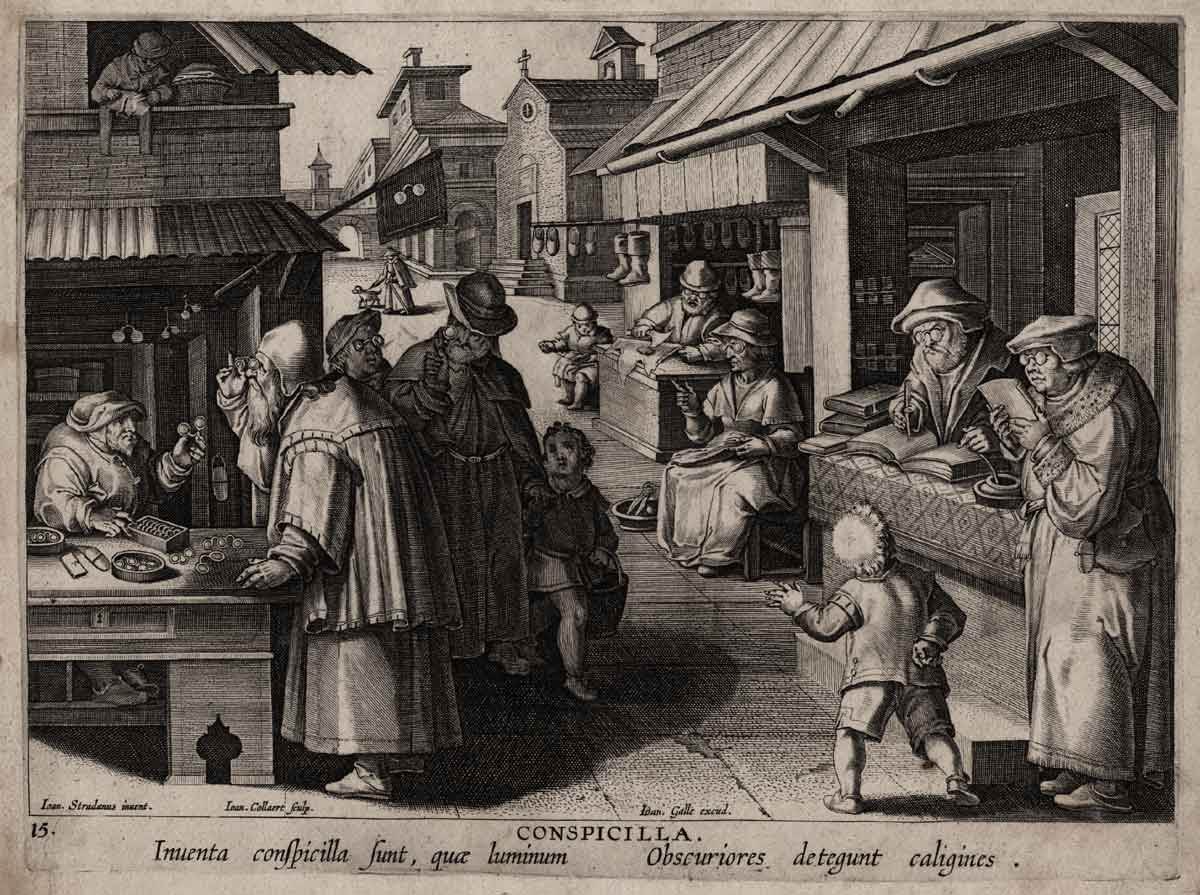 Ioan. Stradanus inuent. Ioan. Collaert sculp. Ioan. Galle excud.
15. CONSPICILLA.
Inuenta conſpicilla ſunt, quæ luminum Obscuriores detegunt caligines .